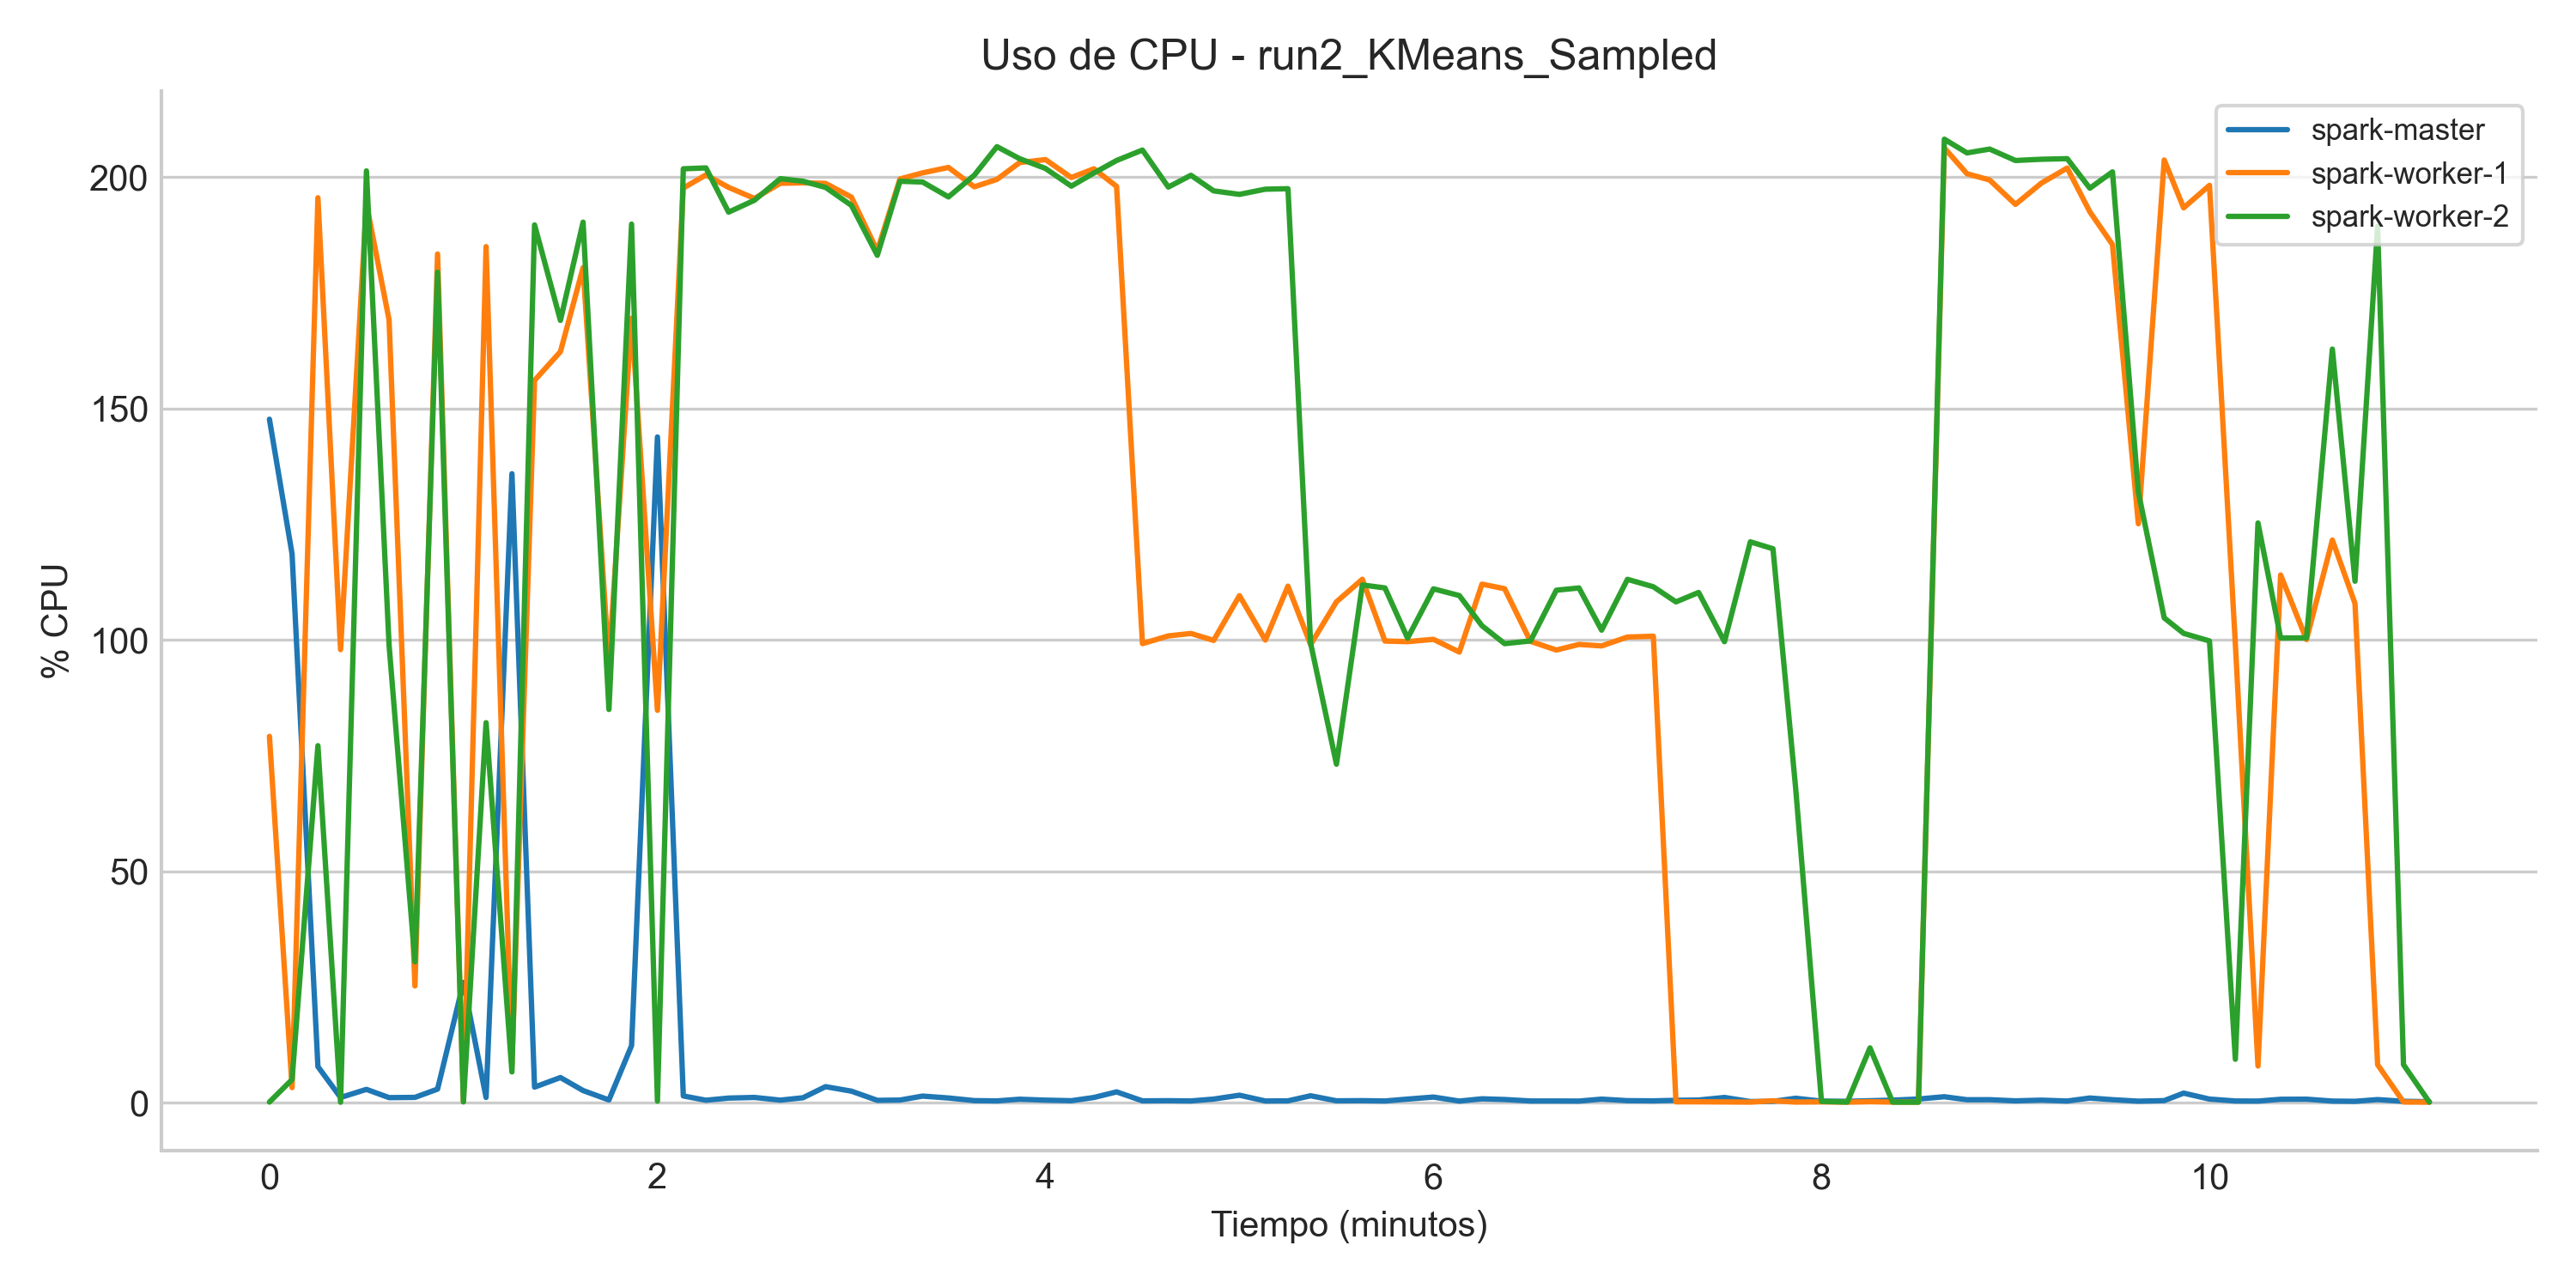 Uso de CPU - run2_KMeans_Sampled
spark-master
spark-worker-1
spark-worker-2
% CPU
200
150
100
50
0
0 2 4 6 8 10
Tiempo (minutos)